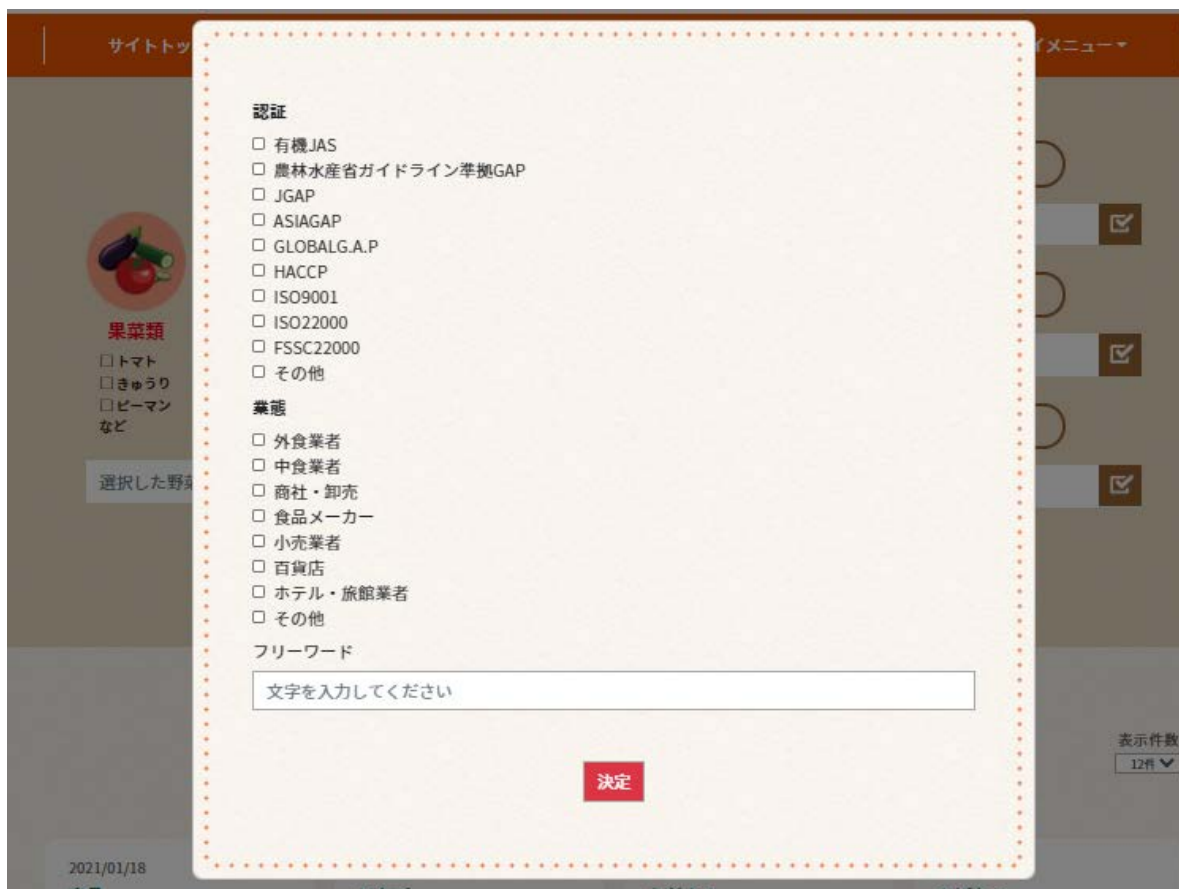 サイトトッ
イメニュー
認証
有機JAS
農林水産省ガイドライン準拠GAP
JGAP
ASIAGAP
GLOBALG.A.P
HACCP
ISO9001
ISO22000
FSSC22000
その他
業態
外食業者
中食業者
商社・卸売
食品メーカー
小売業者
百貨店
ホテル・旅館業者
その他
フリーワード
文字を入力してください
決定
果菜類
トマト
きゅうり
ピーマン
など
選択した野菜
表示件数
12件
2021/01/18